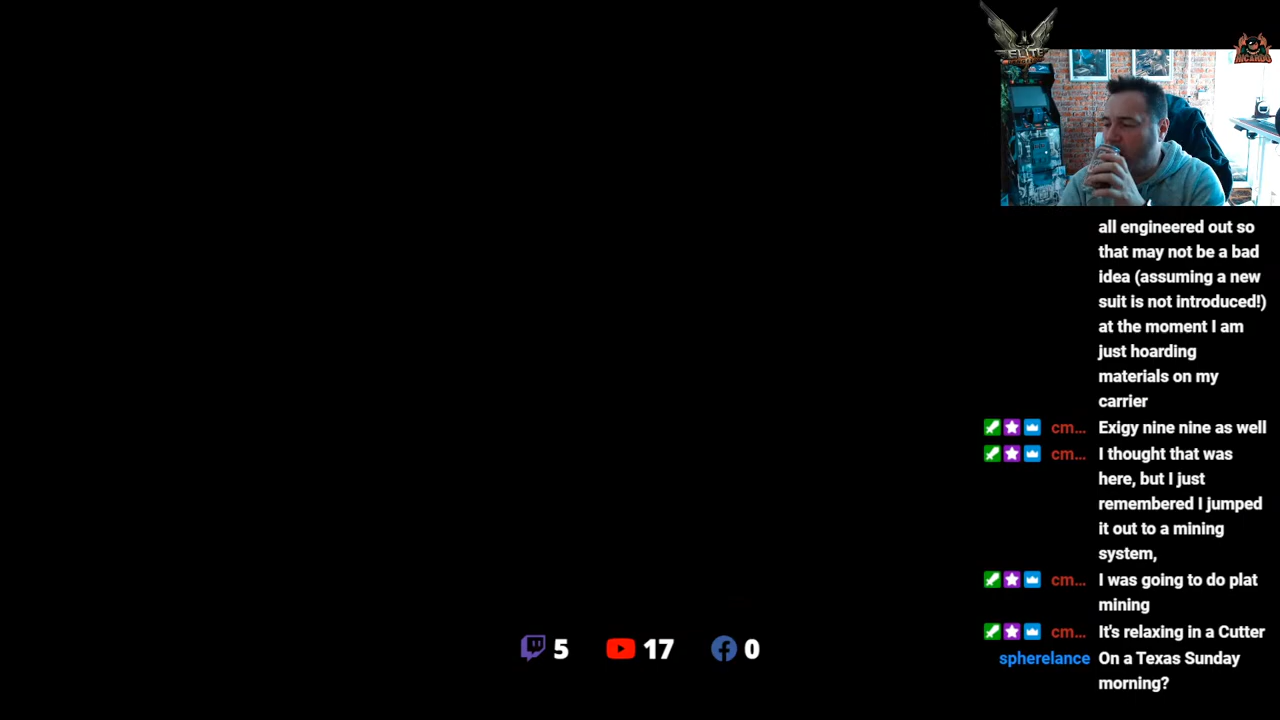 ELITE
RICARDO
all engineered out so
that may not be a bad
idea (assuming a new
suit is not introduced!)
at the moment I am
just hoarding
materials on my
carrier
cm... Exigy nine nine as well
cm... I thought that was
here, but I just
remembered I jumped
it out to a mining
system,
cm... I was going to do plat
mining
cm... It's relaxing in a Cutter
spherelance On a Texas Sunday
morning?
5 17 0